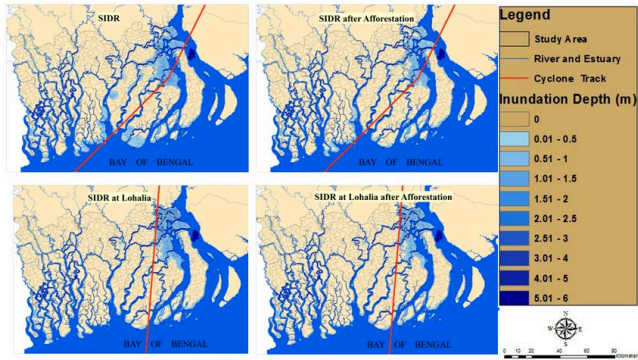 SIDR
SIDR after Afforestation
BAY OF BENGAL
BAY OF BENGAL
SIDR at Lohalia
SIDR at Lohalia after Afforestation
BAY OF BENGAL
BAY OF BENGAL
Legend
Study Area
River and Estuary
Cyclone Track
Inundation Depth (m)
0
0.01 - 0.5
0.51 - 1
1.01 - 1.5
1.51 - 2
2.01 - 2.5
2.51 - 3
3.01 - 4
4.01 - 5
5.01 - 6
N
W E
S
0 10 20 40 60 80
Kilometer